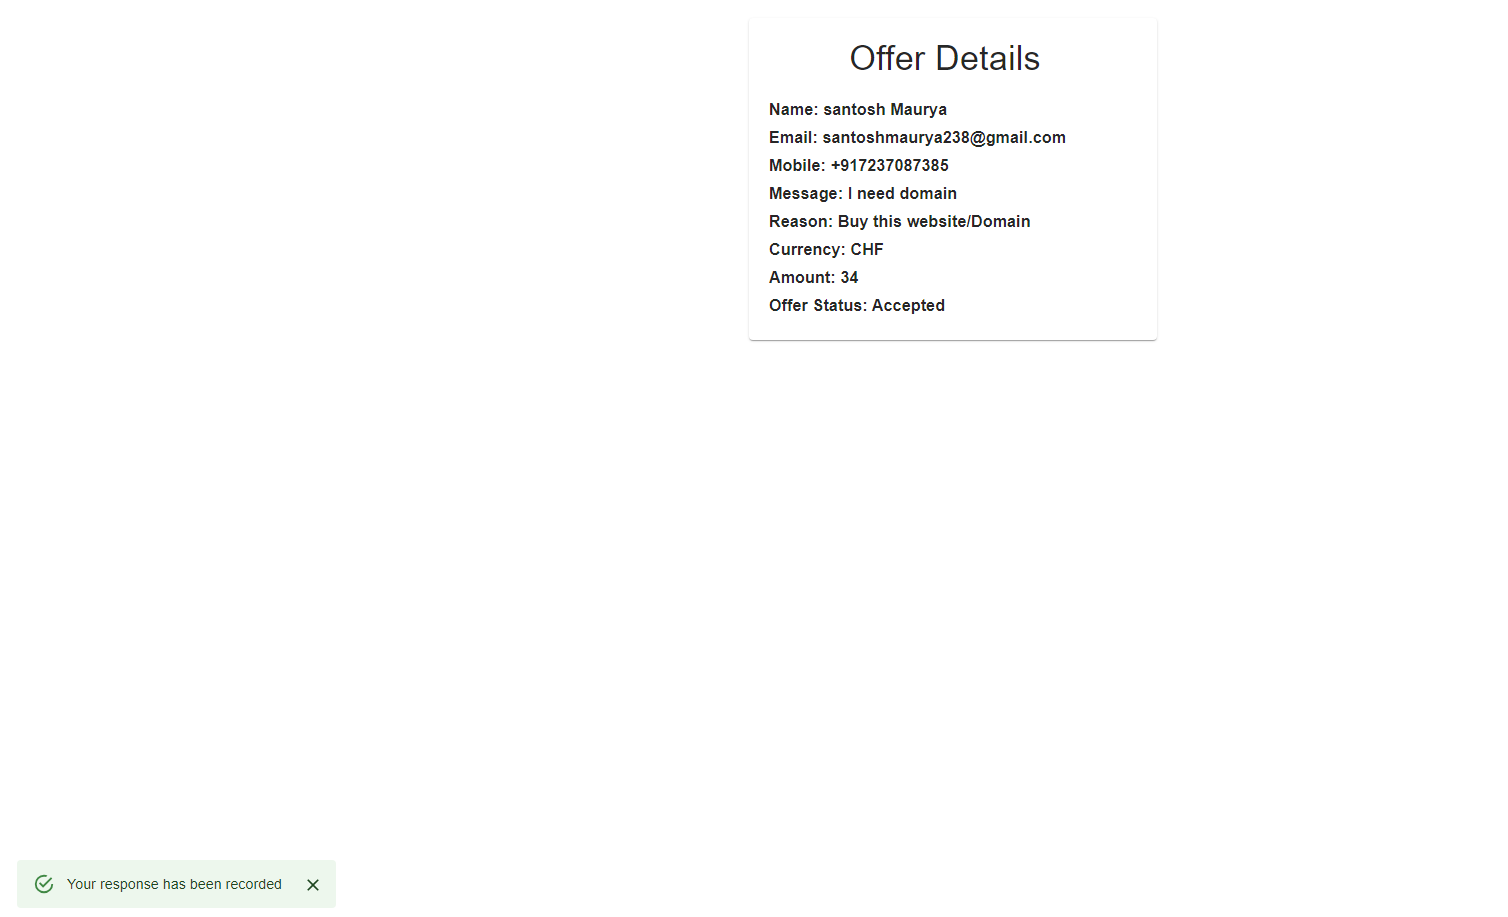 Offer Details
Name: santosh Maurya
Email: santoshmaurya238@gmail.com
Mobile: +917237087385
Message: I need domain
Reason: Buy this website/Domain
Currency: CHF
Amount: 34
Offer Status: Accepted
Your response has been recorded